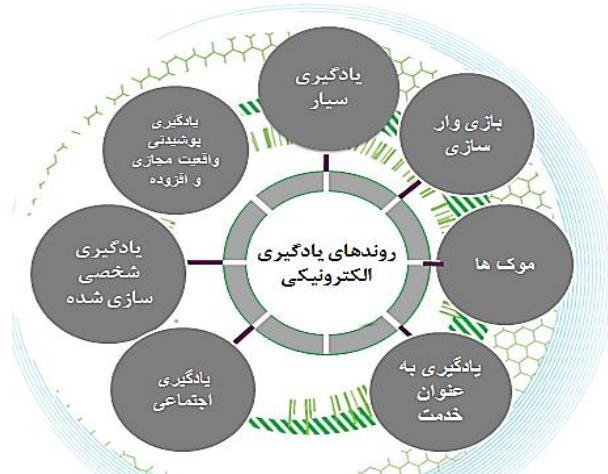 یادگیری
سیار
بازی وار
سازی
موک ها
یادگیری به
عنوان
خدمت
یادگیری
اجتماعی
یادگیری
شخصی
سازی شده
یادگیری
پوشیدنی
واقعیت مجازی
و افزوده
روندهای یادگیری
الکترونیکی